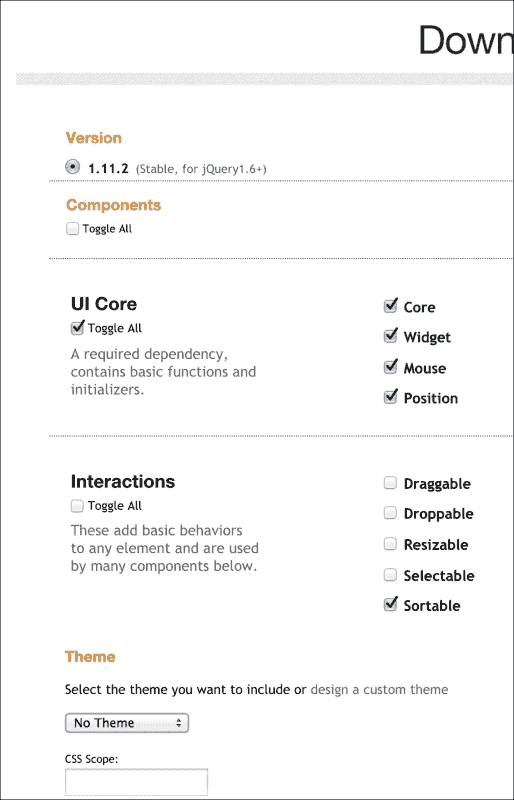 Down
Version
1.11.2 (Stable, for jQuery1.6+)
Components
Toggle All
UI Core
Toggle All
A required dependency,
contains basic functions and
initializers.
Core
Widget
Mouse
Position
Interactions
Toggle All
These add basic behaviors
to any element and are used
by many components below.
Draggable
Droppable
Resizable
Selectable
Sortable
Theme
Select the theme you want to include or design a custom theme
No Theme
CSS Scope: